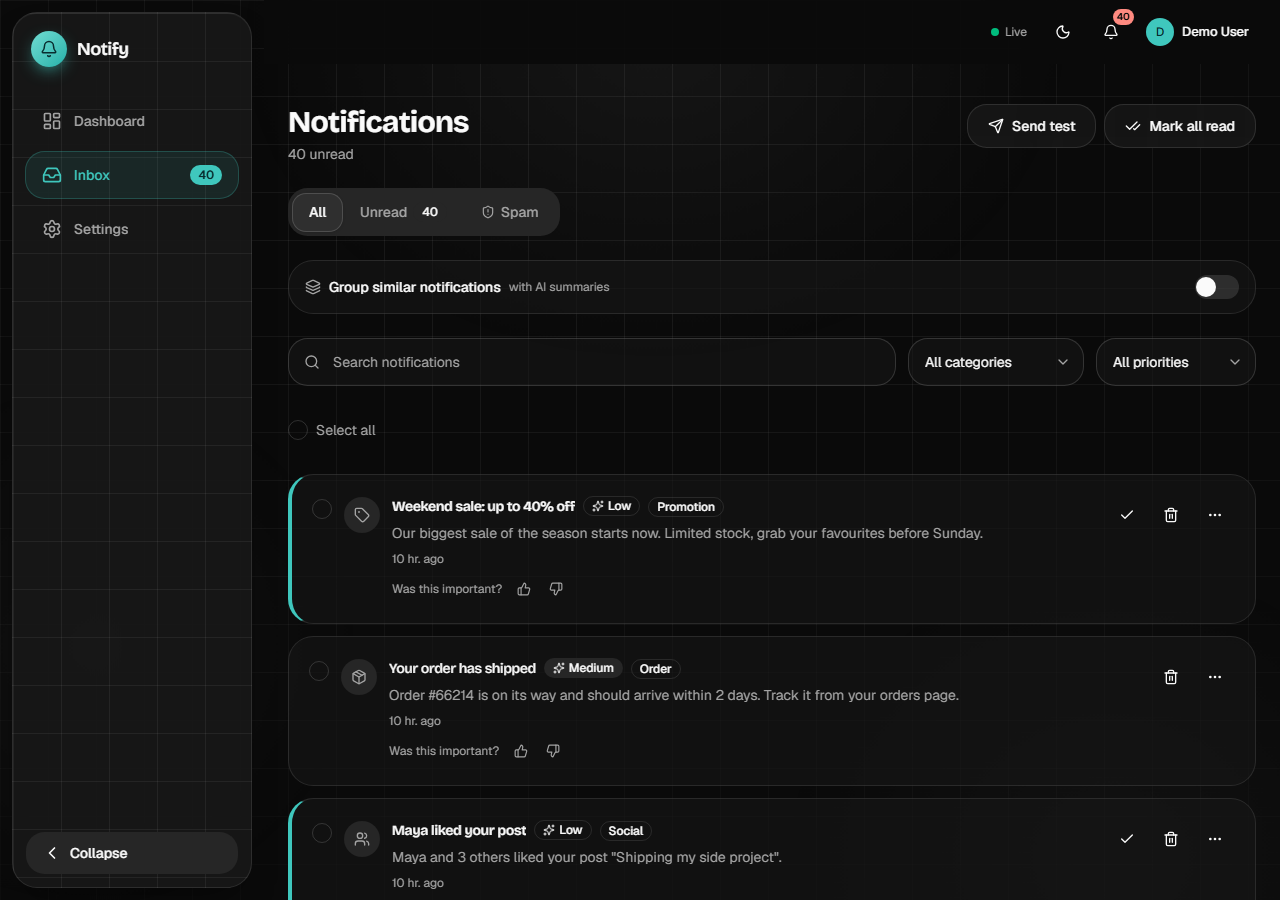 Notify
Live
40
D
Demo User
Dashboard
Inbox 40
Settings
Collapse
Notifications
40 unread
Send test
Mark all read
All
Unread 40
Spam
Group similar notifications with AI summaries
Search notifications
All categories
All priorities
Select all
Weekend sale: up to 40% off Low Promotion
Our biggest sale of the season starts now. Limited stock, grab your favourites before Sunday.
10 hr. ago
Was this important?
Your order has shipped Medium Order
Order #66214 is on its way and should arrive within 2 days. Track it from your orders page.
10 hr. ago
Was this important?
Maya liked your post Low Social
Maya and 3 others liked your post "Shipping my side project".
10 hr. ago